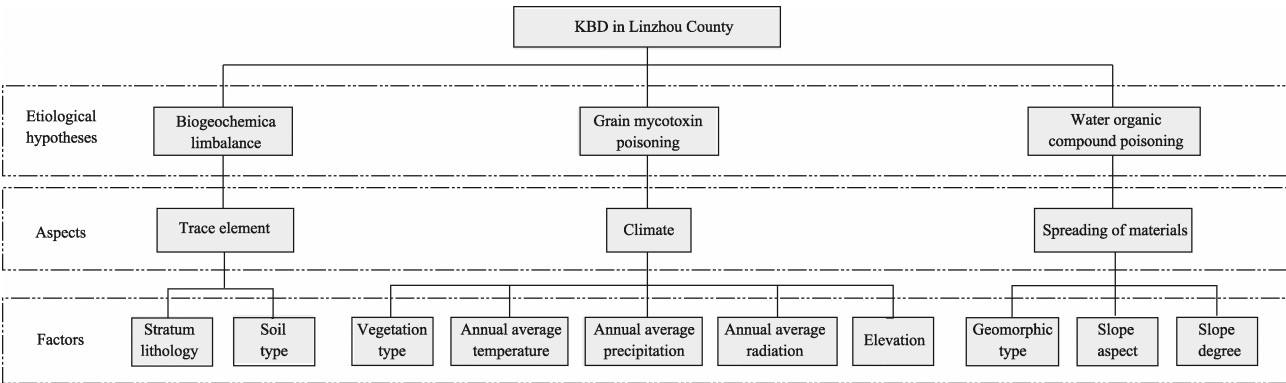 KBD in Linzhou County
Etiological
hypotheses
Biogeochemica
limbalance
Grain mycotoxin
poisoning
Water organic
compound poisoning
Aspects
Trace element
Climate
Spreading of materials
Factors
Stratum
lithology
Soil
type
Vegetation
type
Annual average
temperature
Annual average
precipitation
Annual average
radiation
Elevation
Geomorphic
type
Slope
aspect
Slope
degree